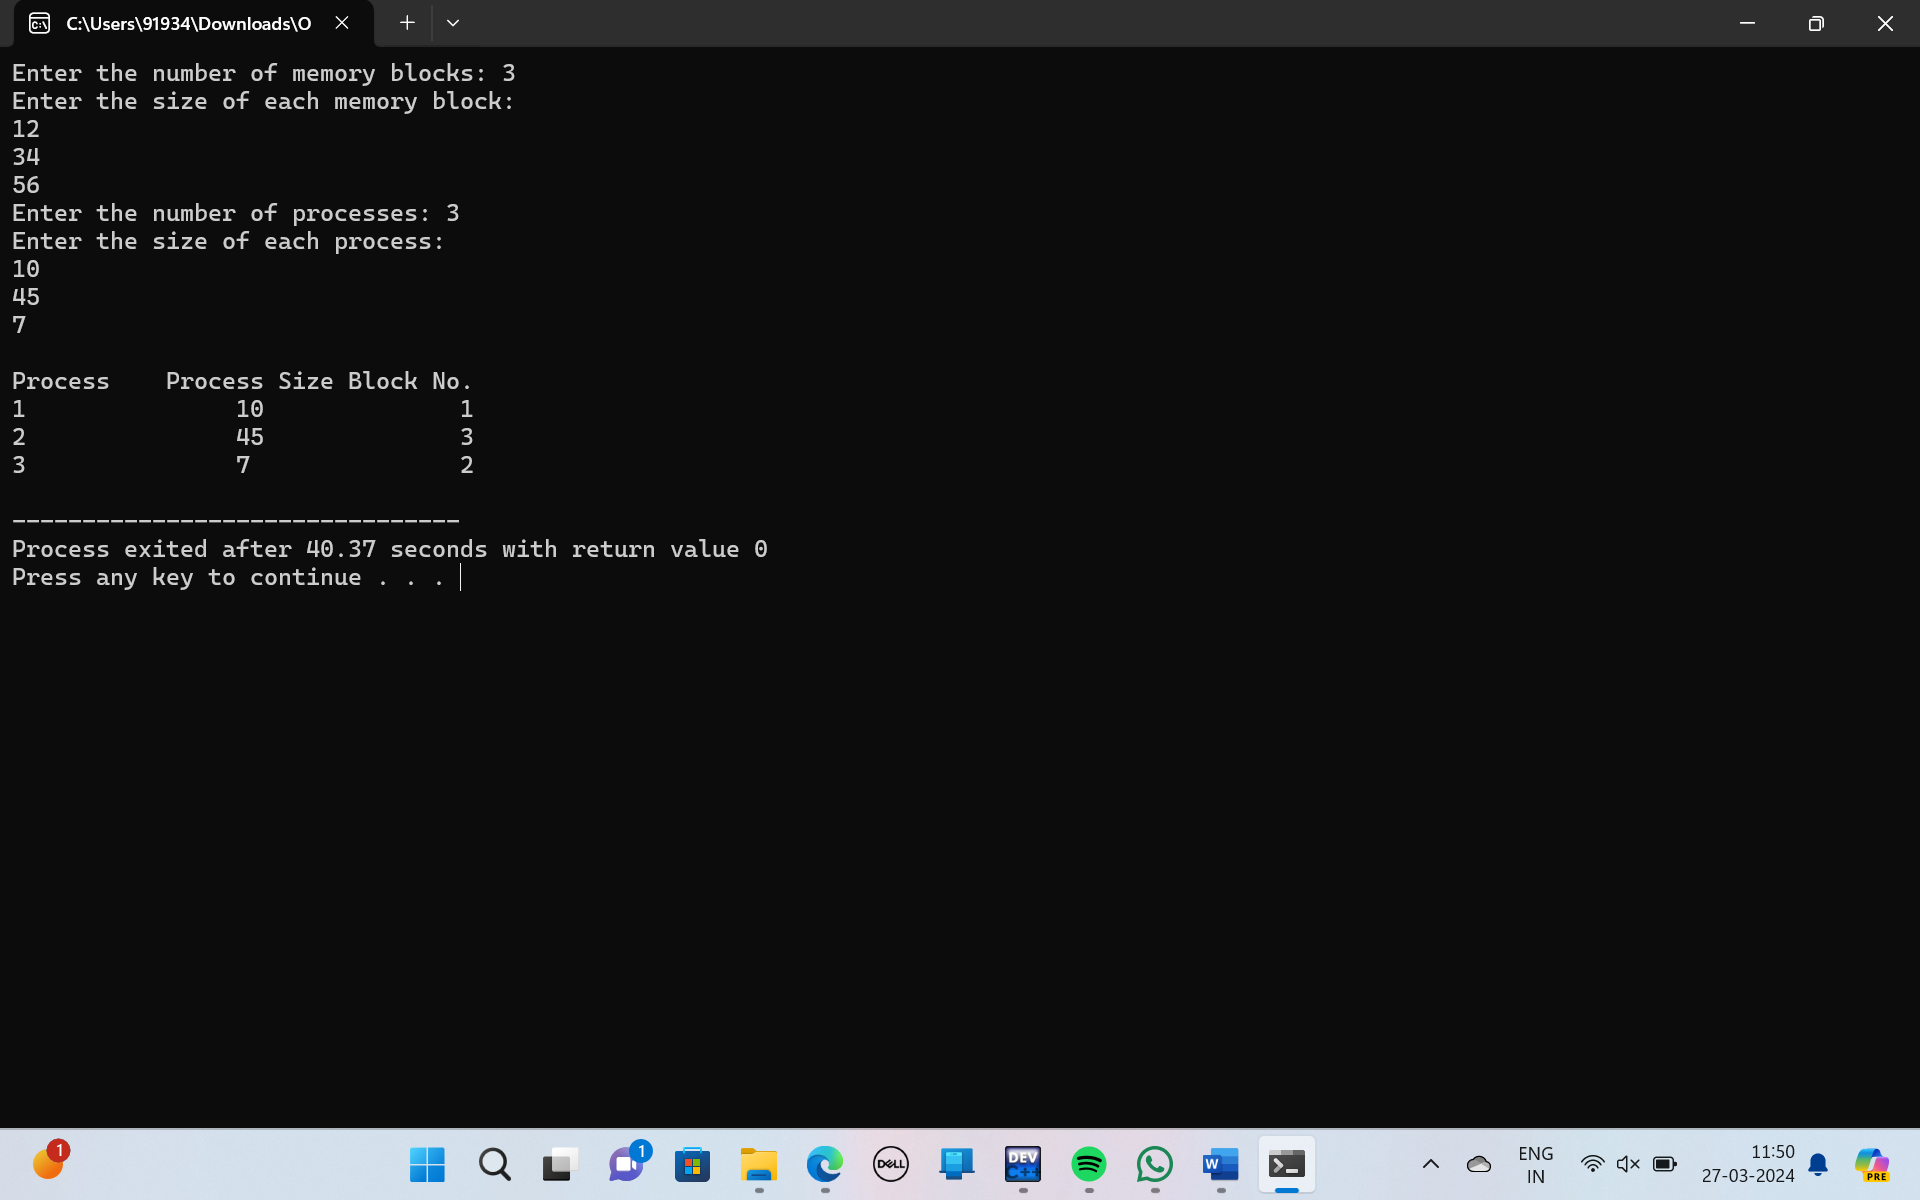 C:\Users\91934\Downloads\O
Enter the number of memory blocks: 3
Enter the size of each memory block:
12
34
56
Enter the number of processes: 3
Enter the size of each process:
10
45
7
Process    Process Size Block No.
1               10              1
2               45              3
3               7               2
--------------------------------
Process exited after 40.37 seconds with return value 0
Press any key to continue . . .
1
1
DELL
DEV
C++
W
ENG
IN
11:50
27-03-2024
PRE